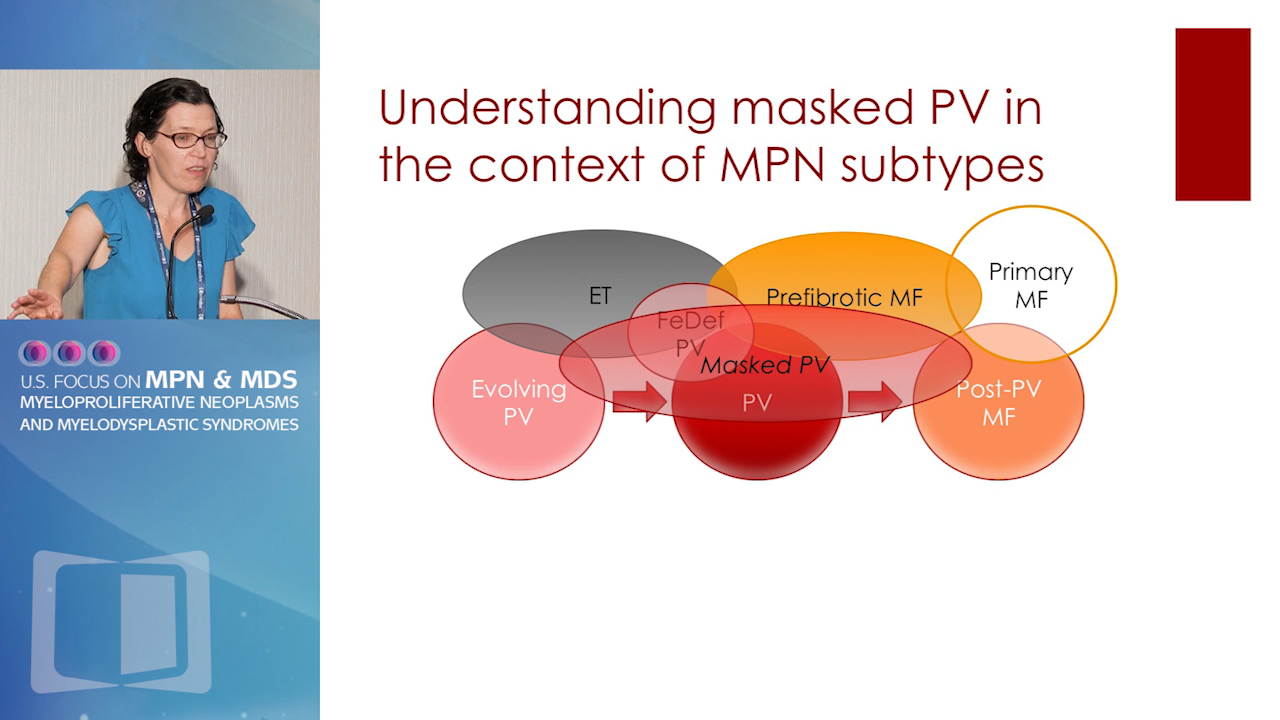 Understanding masked PV in
the context of MPN subtypes
ET
Prefibrotic MF
Primary
MF
FeDef
PV
Masked PV
Evolving
PV
PV
Post-PV
MF
U.S. FOCUS ON MPN & MDS
MYELOPROLIFERATIVE NEOPLASMS
AND MYELODYSPLASTIC SYNDROMES